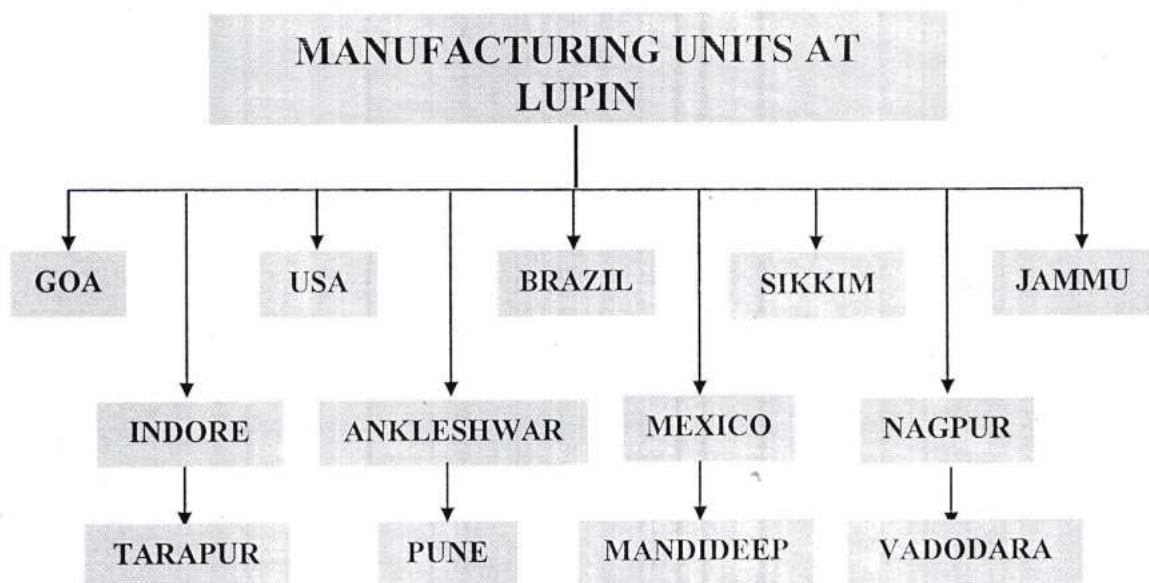 MANUFACTURING UNITS AT
LUPIN
GOA
USA
BRAZIL
SIKKIM
JAMMU
INDORE
ANKLESHWAR
MEXICO
NAGPUR
TARAPUR
PUNE
MANDIDEEP
VADODARA